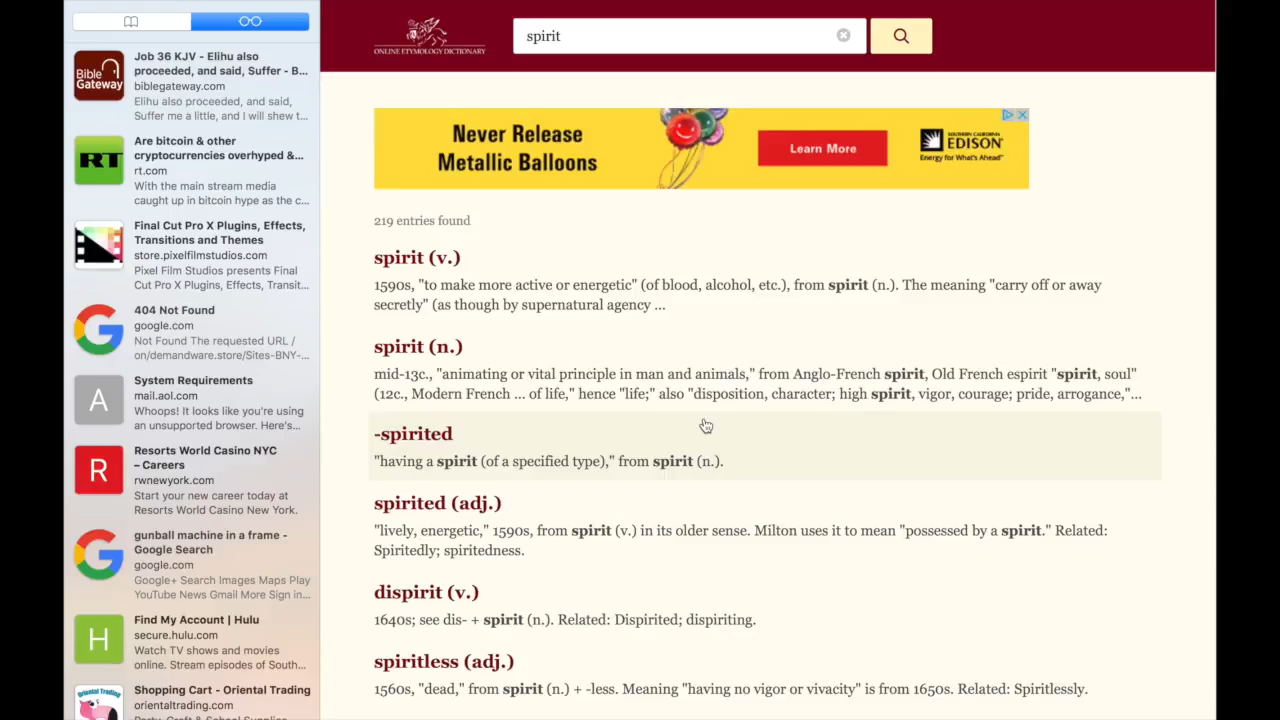 Job 36 KJV - Elihu also
proceeded, and said, Suffer - B...
biblegateway.com
Elihu also proceeded, and said,
Suffer me a little, and I will shew t...
Bible
Gateway
Are bitcoin & other
cryptocurrencies overhyped &...
rt.com
With the main stream media
caught up in bitcoin hype as the c...
RT
Final Cut Pro X Plugins, Effects,
Transitions and Themes
store.pixelfilmstudios.com
Pixel Film Studios presents Final
Cut Pro X Plugins, Effects, Transit...
404 Not Found
google.com
Not Found The requested URL /
on/demandware.store/Sites-BNY-...
G
System Requirements
mail.aol.com
Whoops! It looks like you're using
an unsupported browser. Here's...
A
Resorts World Casino NYC
– Careers
rwnewyork.com
Start your new career today at
Resorts World Casino New York.
R
gunball machine in a frame -
Google Search
google.com
Google+ Search Images Maps Play
YouTube News Gmail More Sign in...
G
Find My Account | Hulu
secure.hulu.com
Watch TV shows and movies
online. Stream episodes of South...
H
Shopping Cart - Oriental Trading
orientaltrading.com
Party, Craft & School Supplies
Oriental Trading
ONLINE ETYMOLOGY DICTIONARY
spirit
Never Release
Metallic Balloons
Learn More
SOUTHERN CALIFORNIA
EDISON
Energy for What's Ahead
219 entries found
spirit (v.)
1590s, "to make more active or energetic" (of blood, alcohol, etc.), from spirit (n.). The meaning "carry off or away
secretly" (as though by supernatural agency ...
spirit (n.)
mid-13c., "animating or vital principle in man and animals," from Anglo-French spirit, Old French espirit "spirit, soul"
(12c., Modern French ... of life," hence "life;" also "disposition, character; high spirit, vigor, courage; pride, arrogance,"...
-spirited
"having a spirit (of a specified type)," from spirit (n.).
spirited (adj.)
"lively, energetic," 1590s, from spirit (v.) in its older sense. Milton uses it to mean "possessed by a spirit." Related:
Spiritedly; spiritedness.
dispirit (v.)
1640s; see dis- + spirit (n.). Related: Dispirited; dispiriting.
spiritless (adj.)
1560s, "dead," from spirit (n.) + -less. Meaning "having no vigor or vivacity" is from 1650s. Related: Spiritlessly.